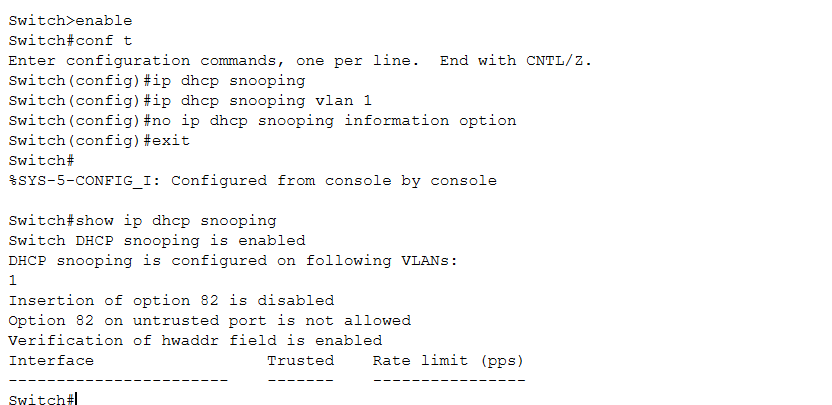 Switch>enable
Switch#conf t
Enter configuration commands, one per line.  End with CNTL/Z.
Switch(config)#ip dhcp snooping
Switch(config)#ip dhcp snooping vlan 1
Switch(config)#no ip dhcp snooping information option
Switch(config)#exit
Switch#
%SYS-5-CONFIG_I: Configured from console by console

Switch#show ip dhcp snooping
Switch DHCP snooping is enabled
DHCP snooping is configured on following VLANs:
1
Insertion of option 82 is disabled
Option 82 on untrusted port is not allowed
Verification of hwaddr field is enabled
Interface                  Trusted    Rate limit (pps)
-----------------------    -------    ----------------
Switch#